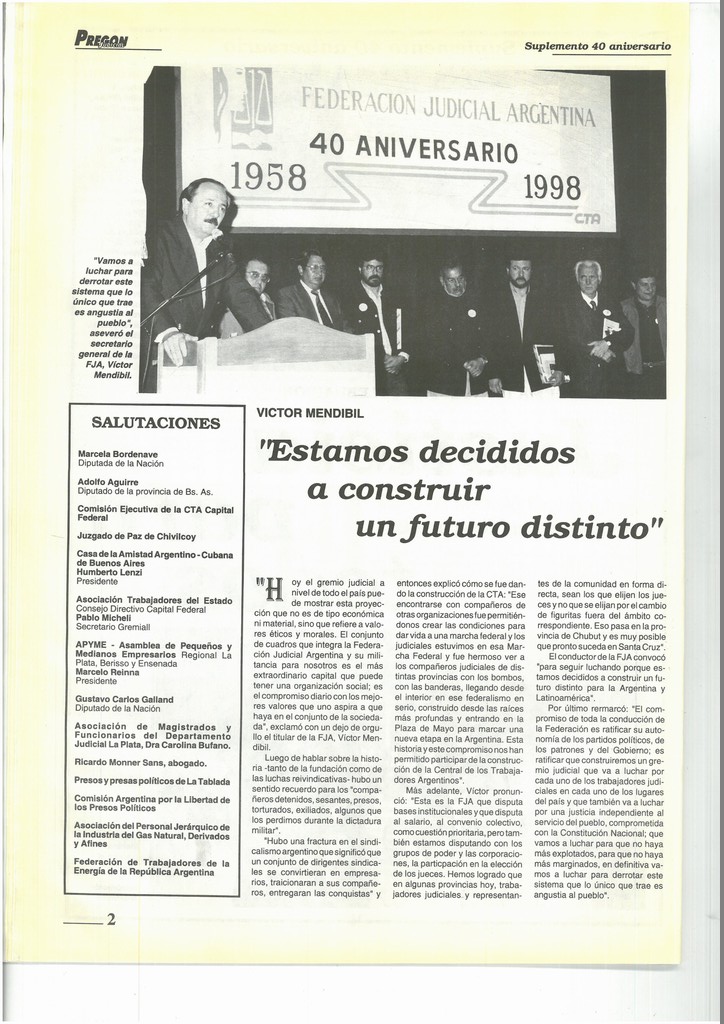 PREGON
JUDICIAL
Suplemento 40 aniversario
FEDERACION JUDICIAL ARGENTINA
40 ANIVERSARIO
1958
1998
CTA
"Vamos a
luchar para
derrotar este
sistema que lo
único que trae
es angustia al
pueblo",
aseveró el
secretario
general de la
FJA, Víctor
Mendibil.
SALUTACIONES
Marcela Bordenave
Diputada de la Nación
Adolfo Aguirre
Diputado de la provincia de Bs. As.
Comisión Ejecutiva de la CTA Capital
Federal
Juzgado de Paz de Chivilcoy
Casa de la Amistad Argentino - Cubana
de Buenos Aires
Humberto Lenzi
Presidente
Asociación Trabajadores del Estado
Consejo Directivo Capital Federal
Pablo Micheli
Secretario Gremiall
APYME - Asamblea de Pequeños y
Medianos Empresarios Regional La
Plata, Berisso y Ensenada
Marcelo Reinna
Presidente
Gustavo Carlos Galland
Diputado de la Nación
Asociación de Magistrados y
Funcionarios del Departamento
Judicial La Plata, Dra Carolina Bufano.
Ricardo Monner Sans, abogado.
Presos y presas políticos de La Tablada
Comisión Argentina por la Libertad de
los Presos Políticos
Asociación del Personal Jerárquico de
la Industria del Gas Natural, Derivados
y Afines
Federación de Trabajadores de la
Energía de la República Argentina
VICTOR MENDIBIL
"Estamos decididos
a construir
un futuro distinto"
"Hoy el gremio judicial a
nivel de todo el país pue-
de mostrar esta proyec-
ción que no es de tipo económica
ni material, sino que refiere a valo-
res éticos y morales. El conjunto
de cuadros que integra la Federa-
ción Judicial Argentina y su mili-
tancia para nosotros es el más
extraordinario capital que puede
tener una organización social; es
el compromiso diario con los mejo-
res valores que uno aspira a que
haya en el conjunto de la socieda-
da", exclamó con un dejo de orgu-
llo el titular de la FJA, Víctor Men-
dibil.
Luego de hablar sobre la histo-
ria -tanto de la fundación como de
las luchas reivindicativas- hubo un
sentido recuerdo para los "compa-
ñeros detenidos, sesantes, presos,
torturados, exiliados, algunos que
los perdimos durante la dictadura
militar".
"Hubo una fractura en el sindi-
calismo argentino que significó que
un conjunto de dirigentes sindica-
les se convirtieran en empresa-
rios, traicionaran a sus compañe-
ros, entregaran las conquistas" y
entonces explicó cómo se fue dan-
do la construcción de la CTA: "Ese
encontrarse con compañeros de
otras organizaciones fue permitién-
donos crear las condiciones para
dar vida a una marcha federal y los
judiciales estuvimos en esa Mar-
cha Federal y fue hermoso ver a
los compañeros judiciales de dis-
tintas provincias con los bombos,
con las banderas, llegando desde
el interior en ese federalismo en
serio, construido desde las raíces
más profundas y entrando en la
Plaza de Mayo para marcar una
nueva etapa en la Argentina. Esta
historia y este compromiso nos han
permitido participar de la construc-
ción de la Central de los Trabaja-
dores Argentinos".
Más adelante, Víctor pronun-
ció: "Esta es la FJA que disputa
bases institucionales y que disputa
al salario, al convenio colectivo,
como cuestión prioritaria, pero tam-
bién estamos disputando con los
grupos de poder y las corporacio-
nes, la particpación en la elección
de los jueces. Hemos logrado que
en algunas provincias hoy, traba-
jadores judiciales y representan-
tes de la comunidad en forma di-
recta, sean los que elijen los jue-
ces y no que se elijan por el cambio
de figuritas fuera del ámbito co-
rrespondiente. Eso pasa en la pro-
vincia de Chubut y es muy posible
que pronto suceda en Santa Cruz".
El conductor de la FJA convocó
"para seguir luchando porque es-
tamos decididos a construir un fu-
turo distinto para la Argentina y
Latinoamérica".
Por último remarcó: "El com-
promiso de toda la conducción de
la Federación es ratificar su auto-
nomía de los partidos políticos, de
los patrones y del Gobierno; es
ratificar que construiremos un gre-
mio judicial que va a luchar por
cada uno de los trabajadores judi-
ciales en cada uno de los lugares
del país y que también va a luchar
por una justicia independiente al
servicio del pueblo, comprometida
con la Constitución Nacional; que
vamos a luchar para que no haya
más explotados, para que no haya
más marginados, en definitiva va-
mos a luchar para derrotar este
sistema que lo único que trae es
angustia al pueblo".
2